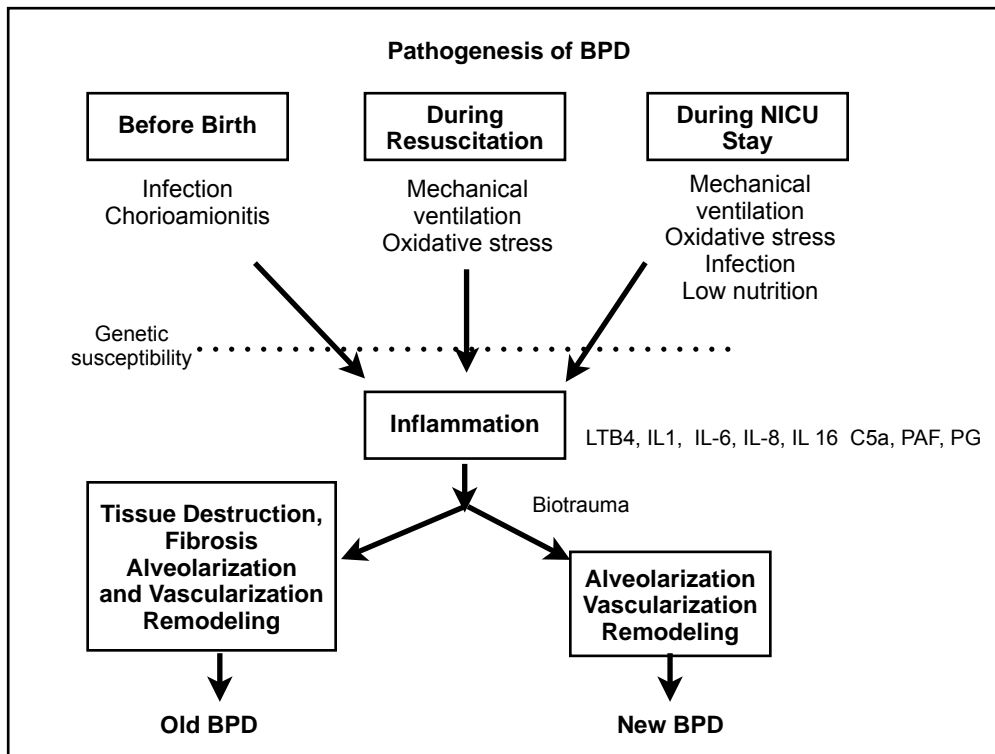 Pathogenesis of BPD
Before Birth
During
Resuscitation
During NICU
Stay
Infection
Chorioamionitis
Mechanical
ventilation
Oxidative stress
Mechanical
ventilation
Oxidative stress
Infection
Low nutrition
Genetic
susceptibility
Inflammation
LTB4, IL1, IL-6, IL-8, IL 16 C5a, PAF, PG
Biotrauma
Tissue Destruction,
Fibrosis
Alveolarization
and Vascularization
Remodeling
Alveolarization
Vascularization
Remodeling
Old BPD
New BPD